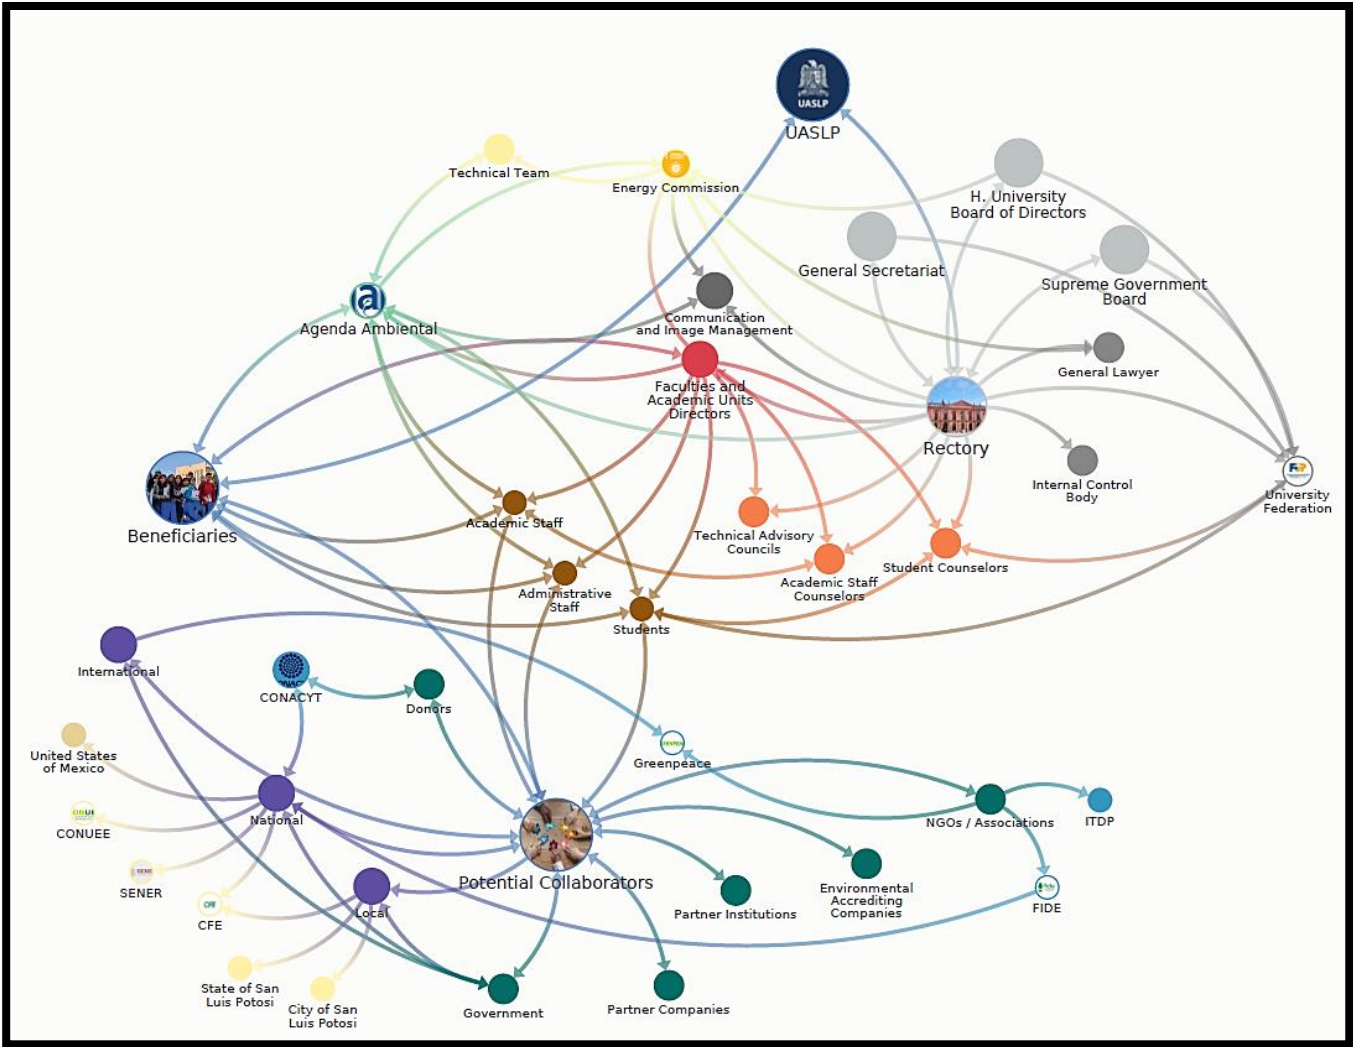 UASLP
UASLP
Technical Team
Energy Commission
H. University
Board of Directors
General Secretariat
Supreme Government
Board
a
Agenda Ambiental
Communication
and Image Management
General Lawyer
Faculties and
Academic Units
Directors
Rectory
Internal Control
Body
University
Federation
Beneficiaries
Academic Staff
Technical Advisory
Councils
Student Counselors
Academic Staff
Counselors
Administrative
Staff
Students
International
CONACYT
Donors
United States
of Mexico
Greenpeace
National
CONUEE
NGOs / Associations
ITDP
Potential Collaborators
SENER
Environmental
Accrediting
Companies
Partner Institutions
FIDE
Local
CFE
State of San
Luis Potosi
City of San
Luis Potosi
Government
Partner Companies